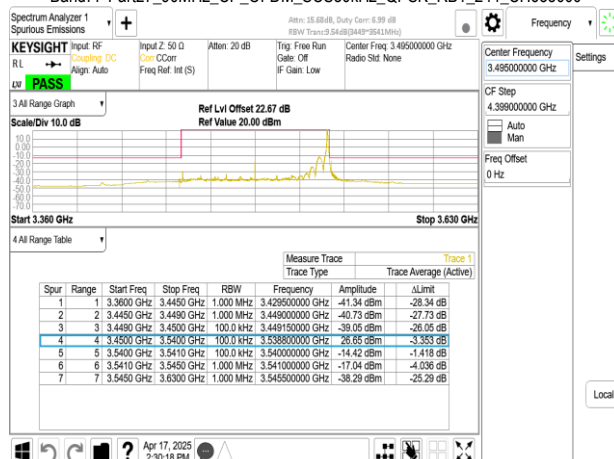 Spectrum Analyzer 1
Spurious Emissions
Attn: 15.68dB, Duty Corr: 6.99 dB
RBW Trans:9.54dB(3449~3541MHz)
Frequency
Settings
KEYSIGHT
RL
LXI
PASS
Input: RF
Coupling: DC
Align: Auto
Input Z: 50 Ω
Corr CCorr
Freq Ref: Int (S)
Atten: 20 dB
Trig: Free Run
Gate: Off
IF Gain: Low
Center Freq: 3.495000000 GHz
Radio Std: None
Center Frequency
3.495000000 GHz
CF Step
4.399000000 GHz
Auto
Man
Freq Offset
0 Hz
3 All Range Graph
Scale/Div 10.0 dB
Ref Lvl Offset 22.67 dB
Ref Value 20.00 dBm
10.0
0.00
-10.0
-20.0
-30.0
-40.0
-50.0
-60.0
-70.0
Start 3.360 GHz
Stop 3.630 GHz
4 All Range Table
Measure Trace Trace 1
Trace Type Trace Average (Active)
Spur Range Start Freq Stop Freq RBW Frequency Amplitude ΔLimit
1 1 3.3600 GHz 3.4450 GHz 1.000 MHz 3.429500000 GHz -41.34 dBm -28.34 dB
2 2 3.4450 GHz 3.4490 GHz 1.000 MHz 3.449000000 GHz -40.73 dBm -27.73 dB
3 3 3.4490 GHz 3.4500 GHz 100.0 kHz 3.449150000 GHz -39.05 dBm -26.05 dB
4 4 3.4500 GHz 3.5400 GHz 100.0 kHz 3.538800000 GHz 26.65 dBm -3.353 dB
5 5 3.5400 GHz 3.5410 GHz 100.0 kHz 3.540000000 GHz -14.42 dBm -1.418 dB
6 6 3.5410 GHz 3.5450 GHz 1.000 MHz 3.541000000 GHz -17.04 dBm -4.036 dB
7 7 3.5450 GHz 3.6300 GHz 1.000 MHz 3.545500000 GHz -38.29 dBm -25.29 dB
Local
Apr 17, 2025
2:30:18 PM